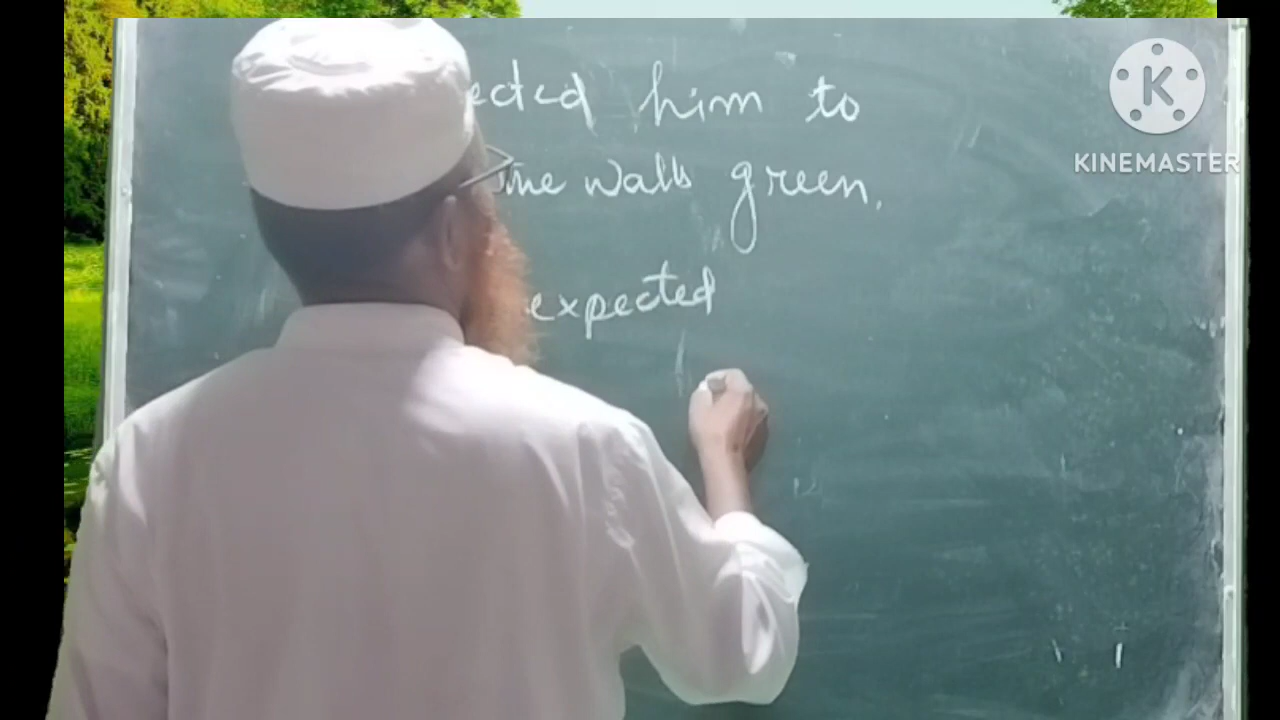 ected him to
the walls green.
expected
K
KINEMASTER